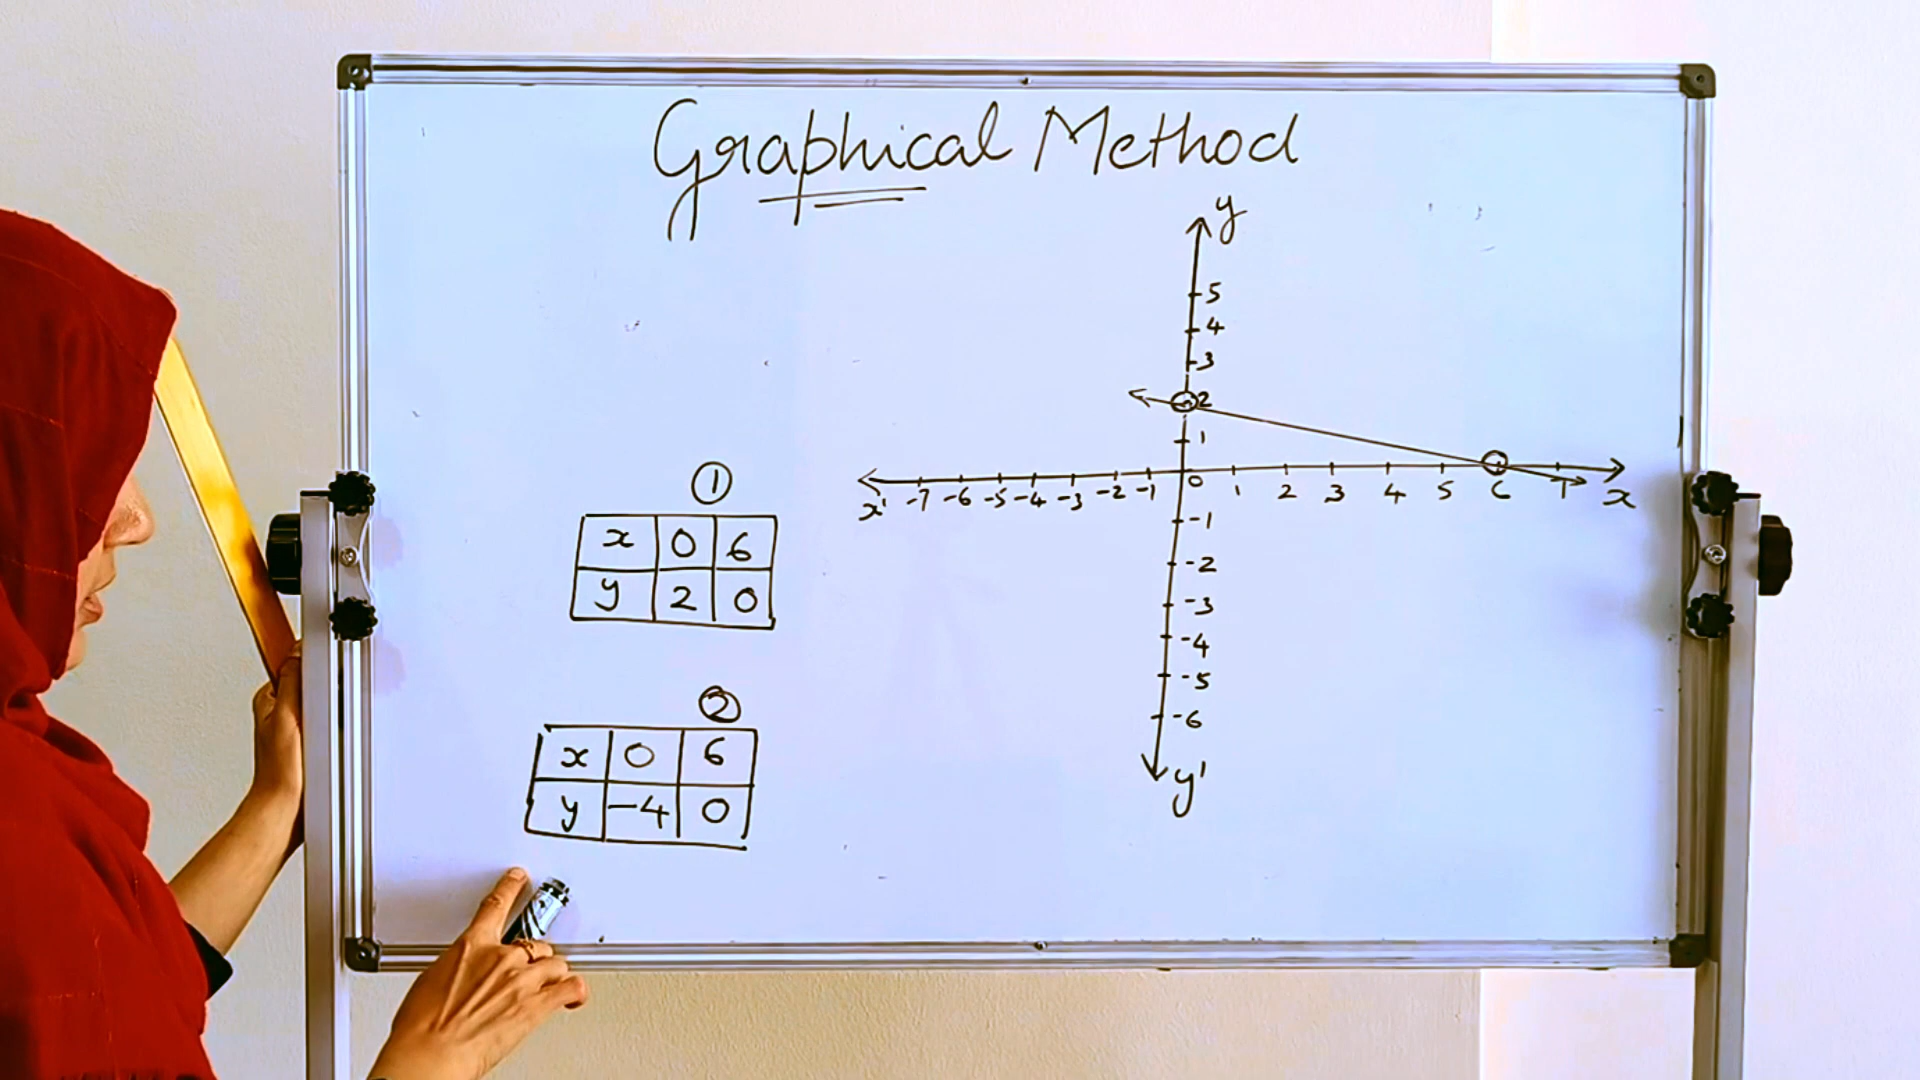 Graphical Method
y
5
4
3
2
1
x' -7 -6 -5 -4 -3 -2 -1 0 1 2 3 4 5 6 7 x
-1
-2
-3
-4
-5
-6
y'
1
x 0 6
y 2 0
2
x 0 6
y -4 0